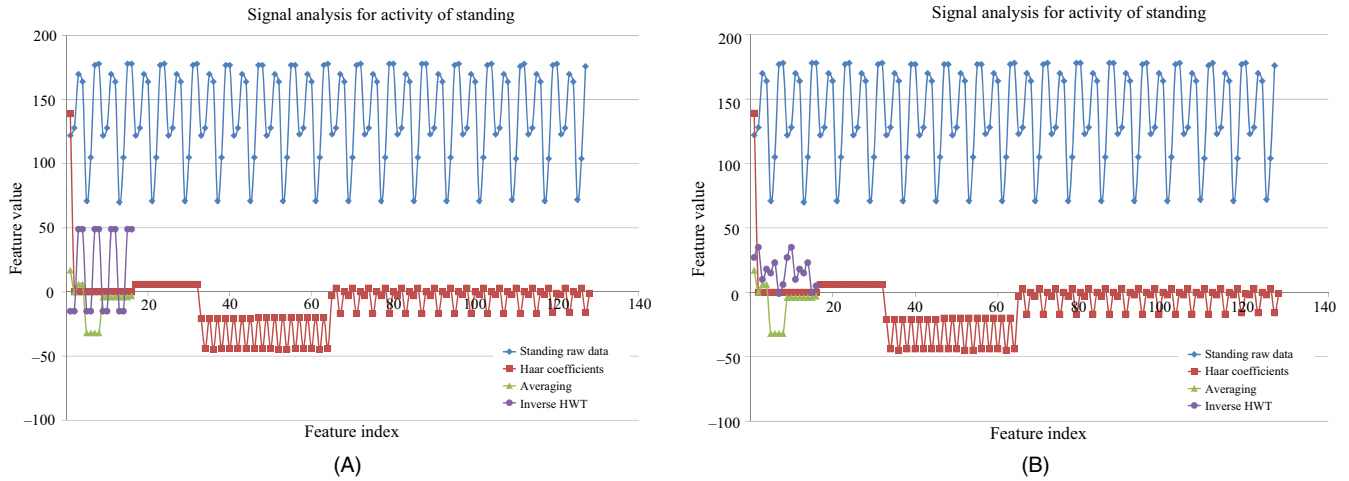 Signal analysis for activity of standing
200
150
100
50
0
−50
−100
20
40
60
80
100
120
140
Feature value
Feature index
Standing raw data
Haar coefficients
Averaging
Inverse HWT
(A)
Signal analysis for activity of standing
200
150
100
50
0
−50
−100
20
40
60
80
100
120
140
Feature value
Feature index
Standing raw data
Haar coefficients
Averaging
Inverse HWT
(B)